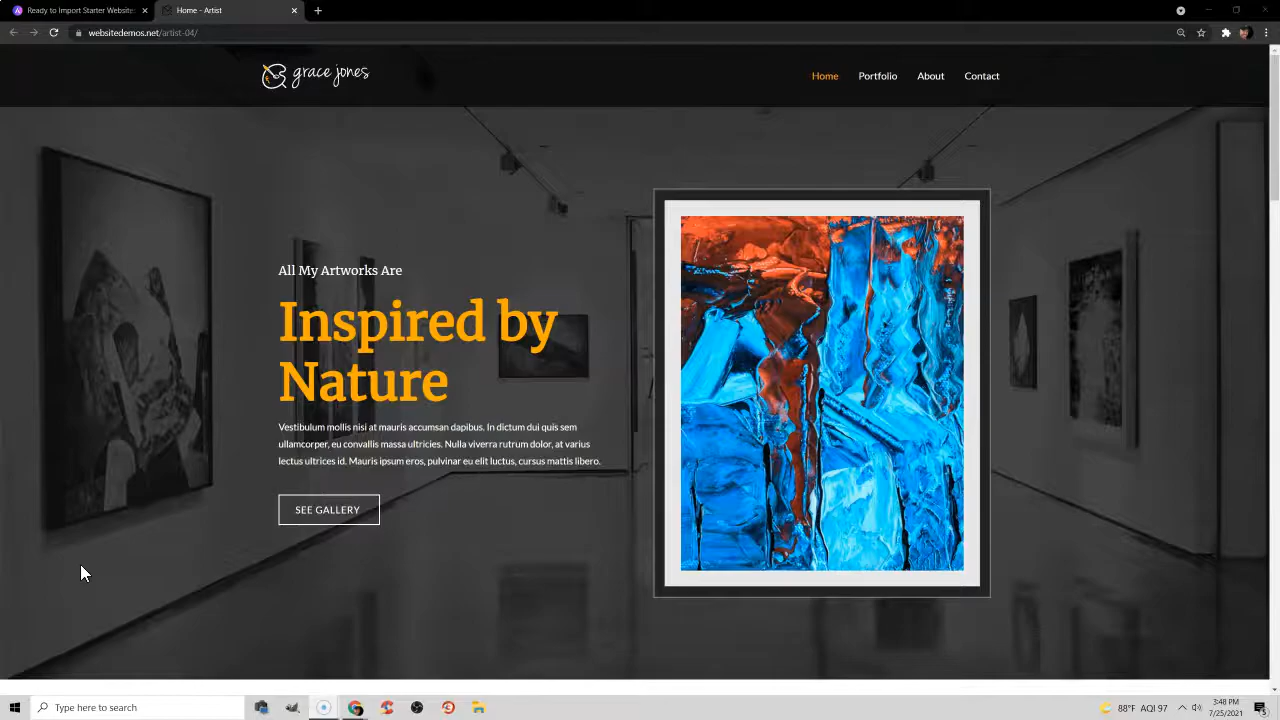 Ready to Import Starter Website
Home - Artist
websitedemos.net/artist-04/
grace jones
Home
Portfolio
About
Contact
All My Artworks Are
Inspired by
Nature
Vestibulum mollis nisi at mauris accumsan dapibus. In dictum dui quis sem
ullamcorper, eu convallis massa ultricies. Nulla viverra rutrum dolor, at varius
lectus ultrices id. Mauris ipsum eros, pulvinar eu elit luctus, cursus mattis libero.
SEE GALLERY
Type here to search
88°F AQI 97
3:48 PM
7/25/2021